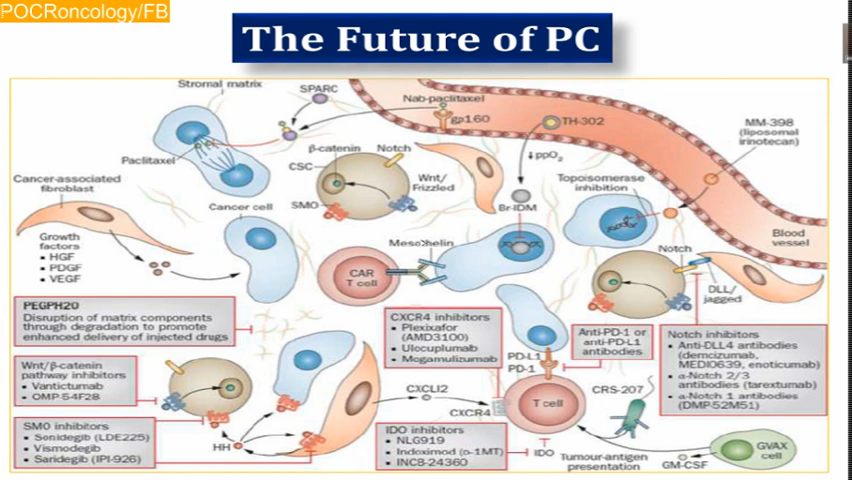 POCRoncology/FB
The Future of PC
Stromal matrix
SPARC
Nab-paclitaxel
gp160
TH-302
MM-398
(liposomal
irinotecan)
Paclitaxel
β-catenin
Notch
CSC
Wnt/
Frizzled
SMO
↓ppO₂
Br-IDM
Topoisomerase
inhibition
Blood
vessel
Cancer-associated
fibroblast
Cancer cell
Growth
factors
• HGF
• PDGF
• VEGF
Mesothelin
CAR
T cell
Notch
DLL/
jagged
PEGPH20
Disruption of matrix components
through degradation to promote
enhanced delivery of injected drugs
CXCR4 inhibitors
• Plexixafor
(AMD3100)
• Ulocuplumab
• Mogamulizumab
Anti-PD-1 or
anti-PD-L1
antibodies
Notch inhibitors
• Anti-DLL4 antibodies
(demcizumab,
MEDI0639, enoticumab)
• α-Notch 2/3
antibodies (tarextumab)
• α-Notch 1 antibodies
(DMP-52M51)
PD-L1
PD-1
Wnt/β-catenin
pathway inhibitors
• Vantictumab
• OMP-54F28
CXCL12
CXCR4
T cell
CRS-207
SMO inhibitors
• Sonidegib (LDE225)
• Vismodegib
• Saridegib (IPI-926)
HH
IDO inhibitors
• NLG919
• Indoximod (D-1MT)
• INCB-24360
IDO
Tumour-antigen
presentation
GM-CSF
GVAX
cell